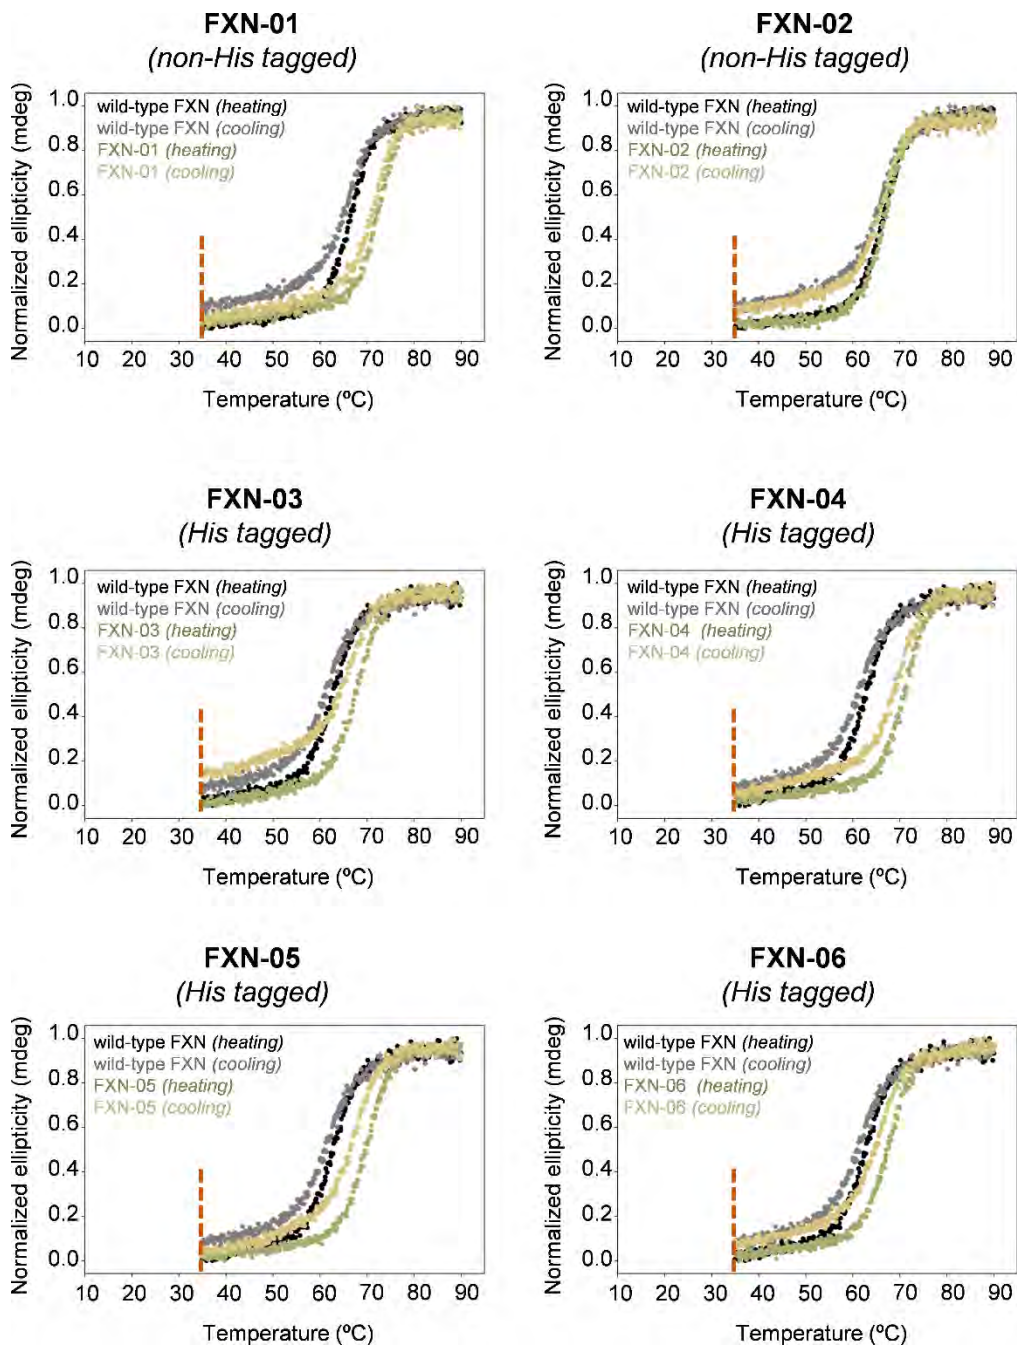 FXN-01
(non-His tagged)
Normalized ellipticity (mdeg)
1.0
0.8
0.6
0.4
0.2
0.0
wild-type FXN (heating)
wild-type FXN (cooling)
FXN-01 (heating)
FXN-01 (cooling)
10 20 30 40 50 60 70 80 90
Temperature (ºC)
FXN-02
(non-His tagged)
Normalized ellipticity (mdeg)
1.0
0.8
0.6
0.4
0.2
0.0
wild-type FXN (heating)
wild-type FXN (cooling)
FXN-02 (heating)
FXN-02 (cooling)
10 20 30 40 50 60 70 80 90
Temperature (ºC)
FXN-03
(His tagged)
Normalized ellipticity (mdeg)
1.0
0.8
0.6
0.4
0.2
0.0
wild-type FXN (heating)
wild-type FXN (cooling)
FXN-03 (heating)
FXN-03 (cooling)
10 20 30 40 50 60 70 80 90
Temperature (ºC)
FXN-04
(His tagged)
Normalized ellipticity (mdeg)
1.0
0.8
0.6
0.4
0.2
0.0
wild-type FXN (heating)
wild-type FXN (cooling)
FXN-04 (heating)
FXN-04 (cooling)
10 20 30 40 50 60 70 80 90
Temperature (ºC)
FXN-05
(His tagged)
Normalized ellipticity (mdeg)
1.0
0.8
0.6
0.4
0.2
0.0
wild-type FXN (heating)
wild-type FXN (cooling)
FXN-05 (heating)
FXN-05 (cooling)
10 20 30 40 50 60 70 80 90
Temperature (ºC)
FXN-06
(His tagged)
Normalized ellipticity (mdeg)
1.0
0.8
0.6
0.4
0.2
0.0
wild-type FXN (heating)
wild-type FXN (cooling)
FXN-06 (heating)
FXN-06 (cooling)
10 20 30 40 50 60 70 80 90
Temperature (ºC)